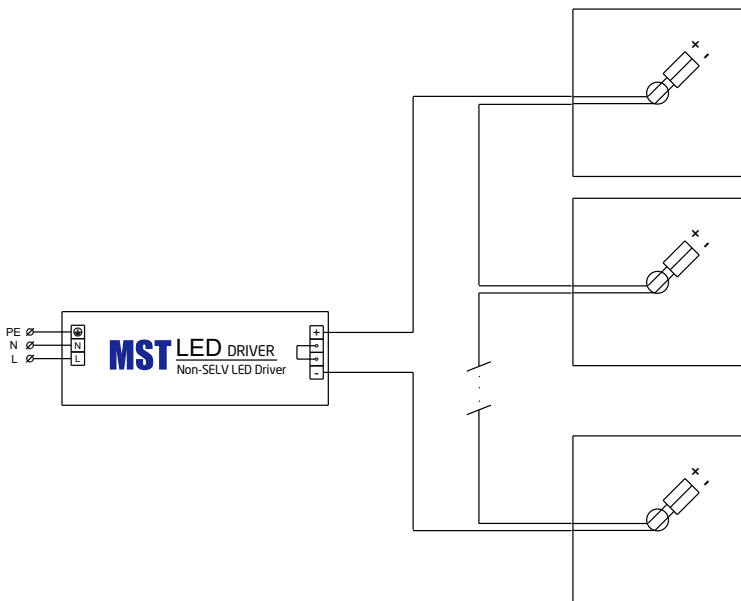 +
-
+
-
PE
N
L
N
L
MST LED DRIVER
Non-SELV LED Driver
+
-
+
-